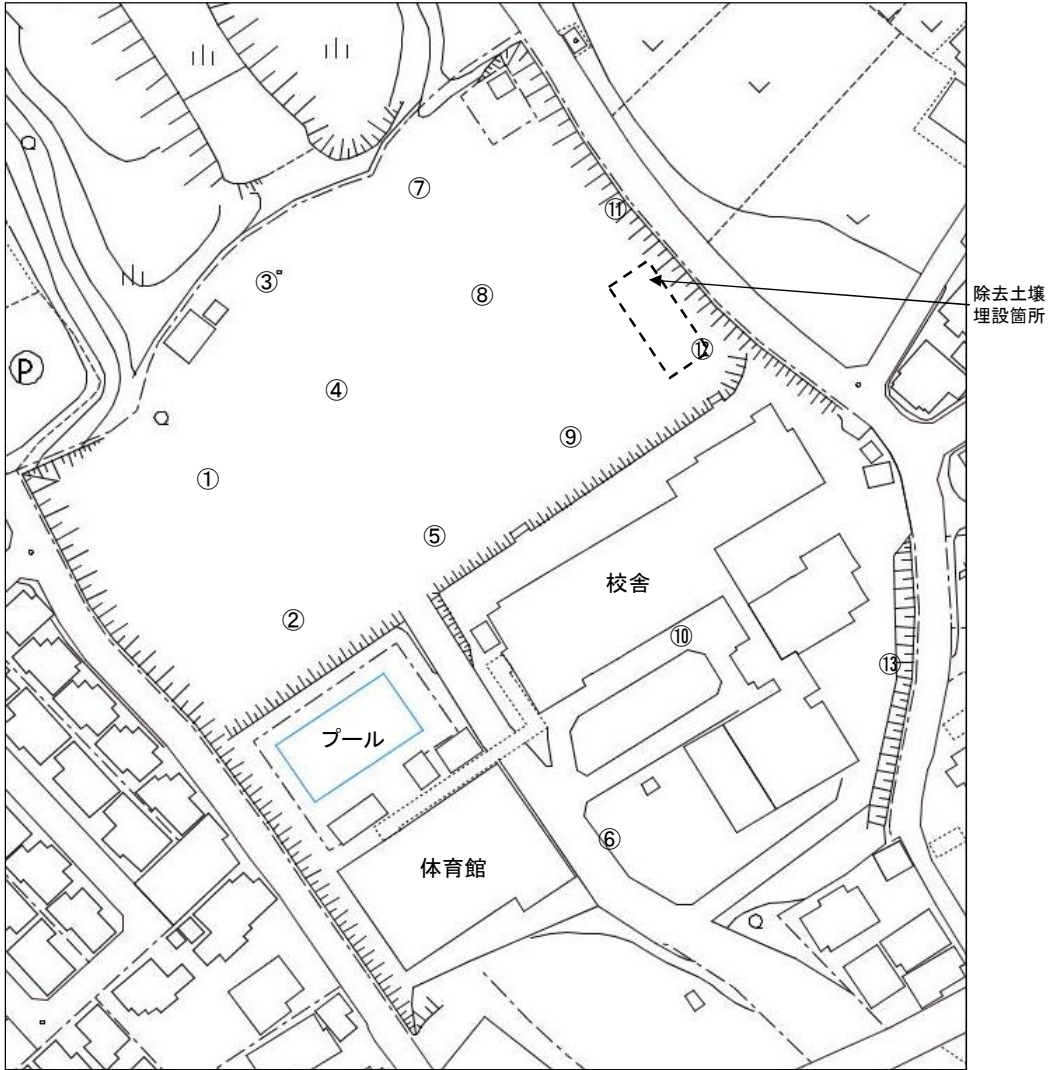 ⑦
⑪
③
⑧
除去土壌
埋設箇所
⑫
P
④
⑨
①
⑤
校舎
②
⑩
⑬
プール
⑥
体育館